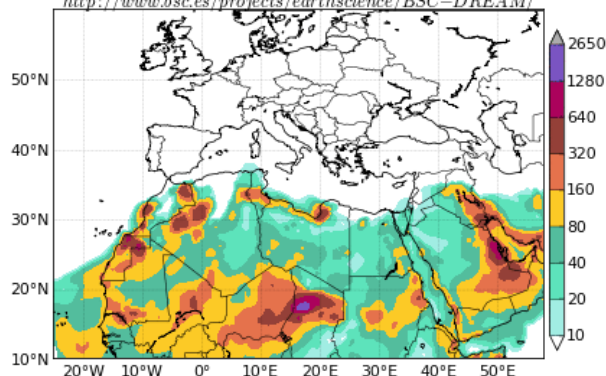 http://www.bsc.es/projects/earthscience/BSC−DREAM/
50°N
40°N
30°N
20°N
10°N
20°W 10°W 0° 10°E 20°E 30°E 40°E 50°E
2650
1280
640
320
160
80
40
20
10